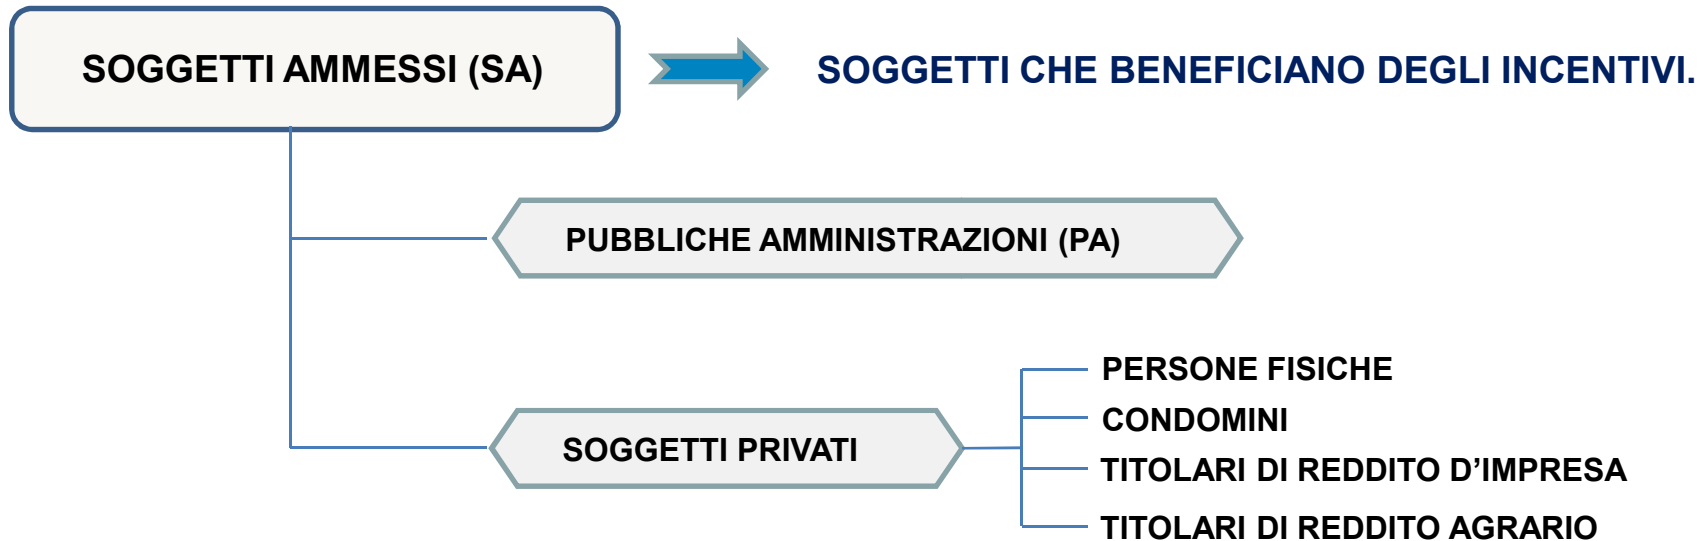 SOGGETTI AMMESSI (SA)
SOGGETTI CHE BENEFICIANO DEGLI INCENTIVI.
PUBBLICHE AMMINISTRAZIONI (PA)
SOGGETTI PRIVATI
PERSONE FISICHE
CONDOMINI
TITOLARI DI REDDITO D’IMPRESA
TITOLARI DI REDDITO AGRARIO